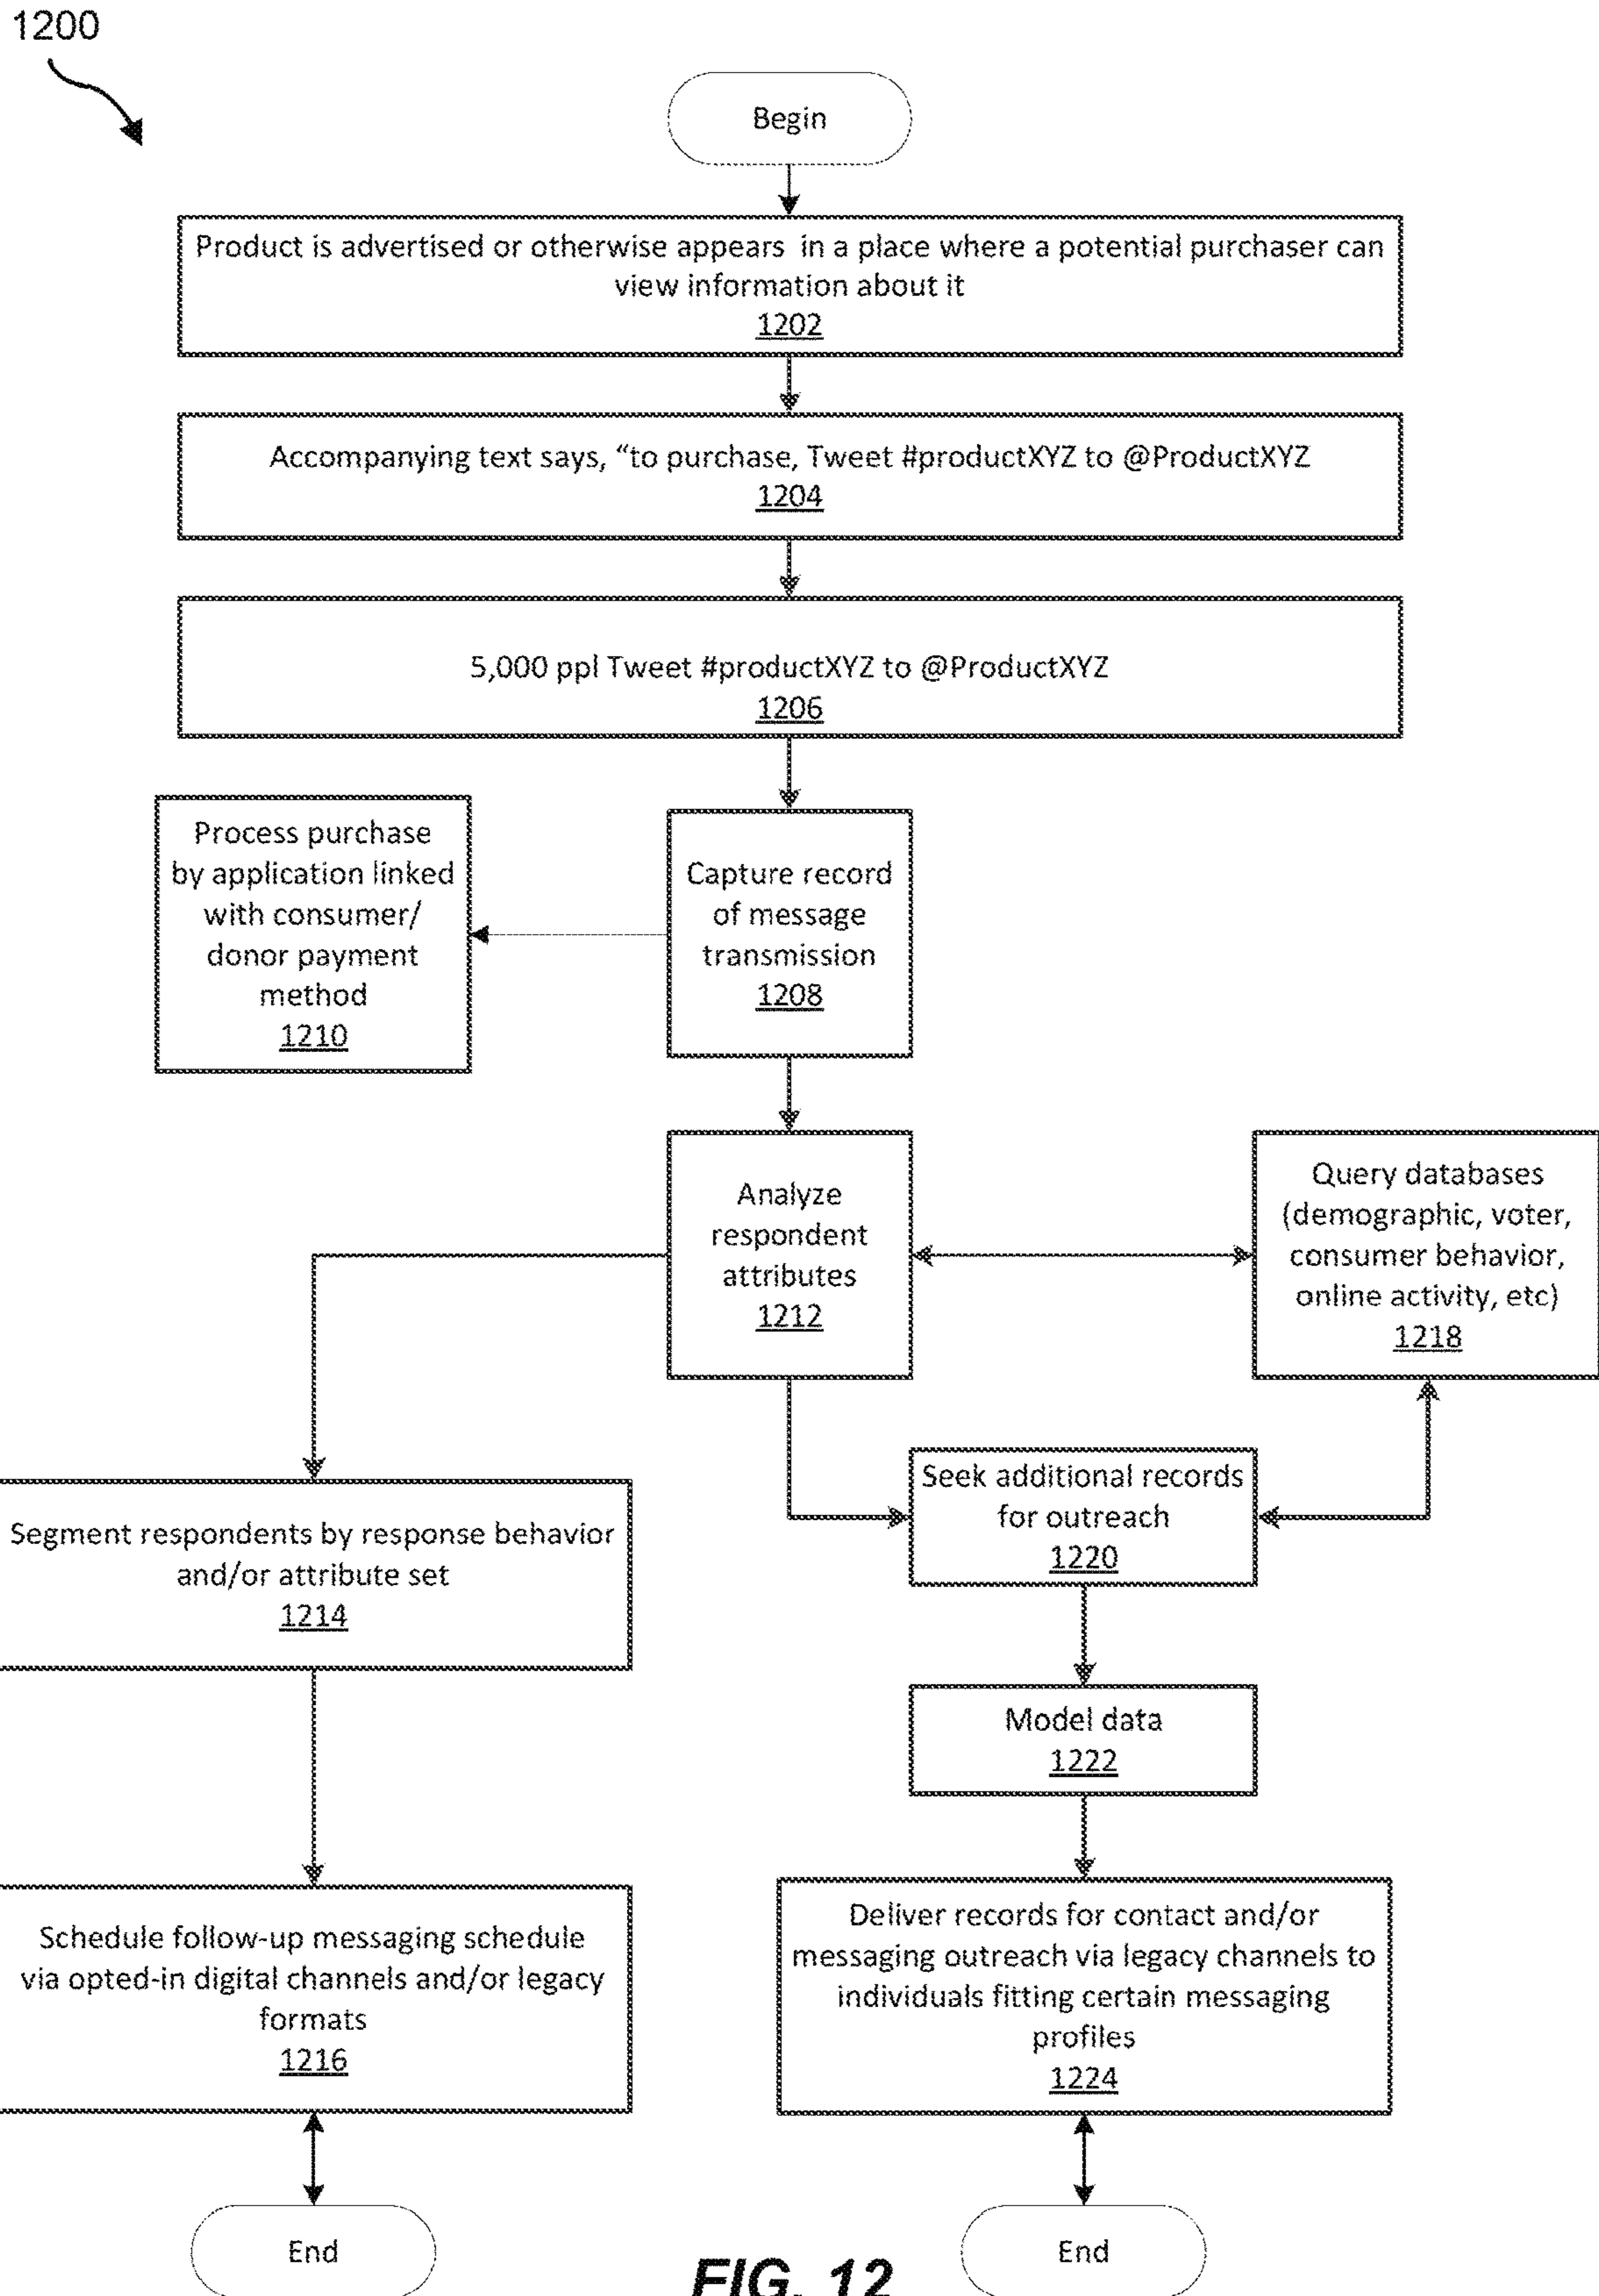 1200
Begin
Product is advertised or otherwise appears in a place where a potential purchaser can
view information about it
1202
Accompanying text says, “to purchase, Tweet #productXYZ to @ProductXYZ
1204
5,000 ppl Tweet #productXYZ to @ProductXYZ
1206
Process purchase
by application linked
with consumer/
donor payment
method
1210
Capture record
of message
transmission
1208
Analyze
respondent
attributes
1212
Query databases
(demographic, voter,
consumer behavior,
online activity, etc)
1218
Seek additional records
for outreach
1220
Segment respondents by response behavior
and/or attribute set
1214
Model data
1222
Schedule follow-up messaging schedule
via opted-in digital channels and/or legacy
formats
1216
Deliver records for contact and/or
messaging outreach via legacy channels to
individuals fitting certain messaging
profiles
1224
End
End
FIG. 12